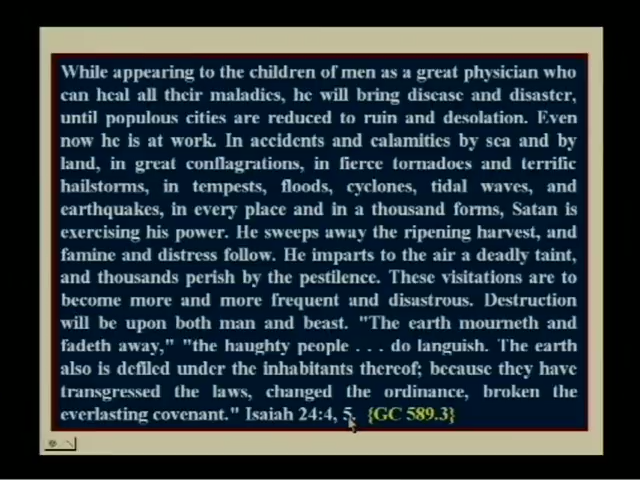 While appearing to the children of men as a great physician who
can heal all their maladies, he will bring disease and disaster,
until populous cities are reduced to ruin and desolation. Even
now he is at work. In accidents and calamities by sea and by
land, in great conflagrations, in fierce tornadoes and terrific
hailstorms, in tempests, floods, cyclones, tidal waves, and
earthquakes, in every place and in a thousand forms, Satan is
exercising his power. He sweeps away the ripening harvest, and
famine and distress follow. He imparts to the air a deadly taint,
and thousands perish by the pestilence. These visitations are to
become more and more frequent and disastrous. Destruction
will be upon both man and beast. "The earth mourneth and
fadeth away," "the haughty people . . . do languish. The earth
also is defiled under the inhabitants thereof; because they have
transgressed the laws, changed the ordinance, broken the
everlasting covenant." Isaiah 24:4, 5. {GC 589.3}